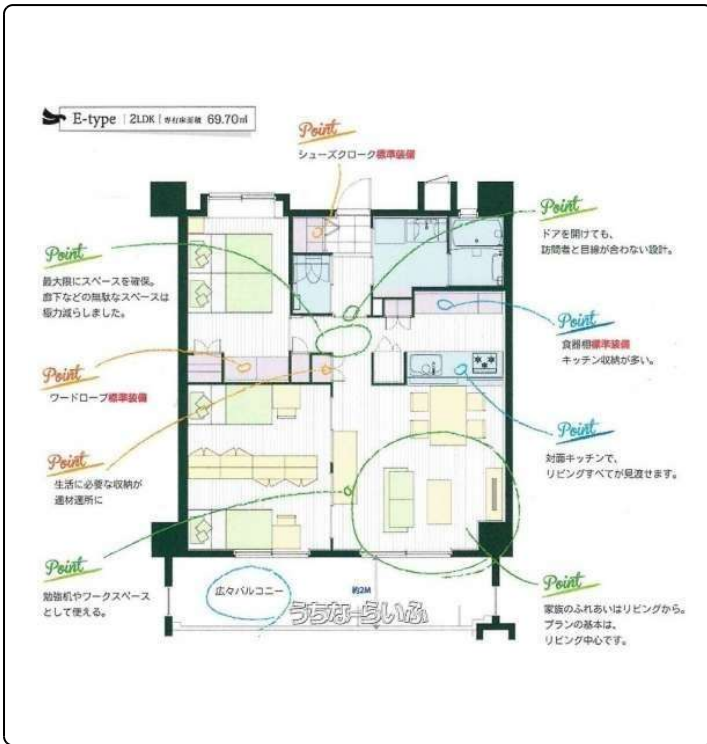 E-type 2LDK 専有床面積 69.70㎡
Point
シューズクローク標準装備
Point
ドアを開けても、
訪問者と目線が合わない設計。
Point
最大限にスペースを確保。
廊下などの無駄なスペースは
極力減らしました。
Point
食器棚標準装備
キッチン収納が多い。
Point
ワードローブ標準装備
Point
対面キッチンで、
リビングすべてが見渡せます。
Point
生活に必要な収納が
適材適所に
Point
勉強机やワークスペース
として使える。
Point
家族のふれあいはリビングから。
プランの基本は、
リビング中心です。
広々バルコニー
約2M
うちなーらいふ